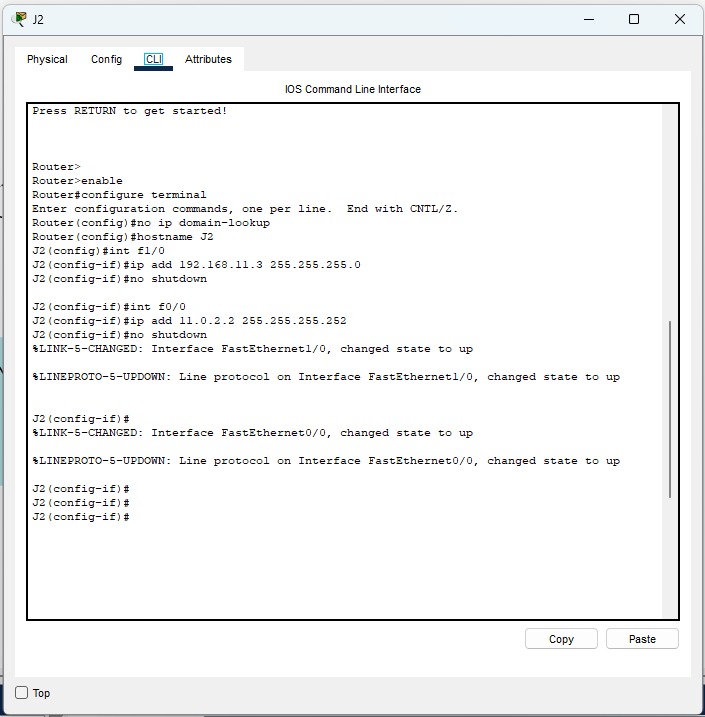 J2
Physical Config CLI Attributes
IOS Command Line Interface
Press RETURN to get started!
Router>
Router>enable
Router#configure terminal
Enter configuration commands, one per line.  End with CNTL/Z.
Router(config)#no ip domain-lookup
Router(config)#hostname J2
J2(config)#int f1/0
J2(config-if)#ip add 192.168.11.3 255.255.255.0
J2(config-if)#no shutdown
J2(config-if)#int f0/0
J2(config-if)#ip add 11.0.2.2 255.255.255.252
J2(config-if)#no shutdown
%LINK-5-CHANGED: Interface FastEthernet1/0, changed state to up
%LINEPROTO-5-UPDOWN: Line protocol on Interface FastEthernet1/0, changed state to up
J2(config-if)#
%LINK-5-CHANGED: Interface FastEthernet0/0, changed state to up
%LINEPROTO-5-UPDOWN: Line protocol on Interface FastEthernet0/0, changed state to up
J2(config-if)#
J2(config-if)#
J2(config-if)#
Copy Paste
Top